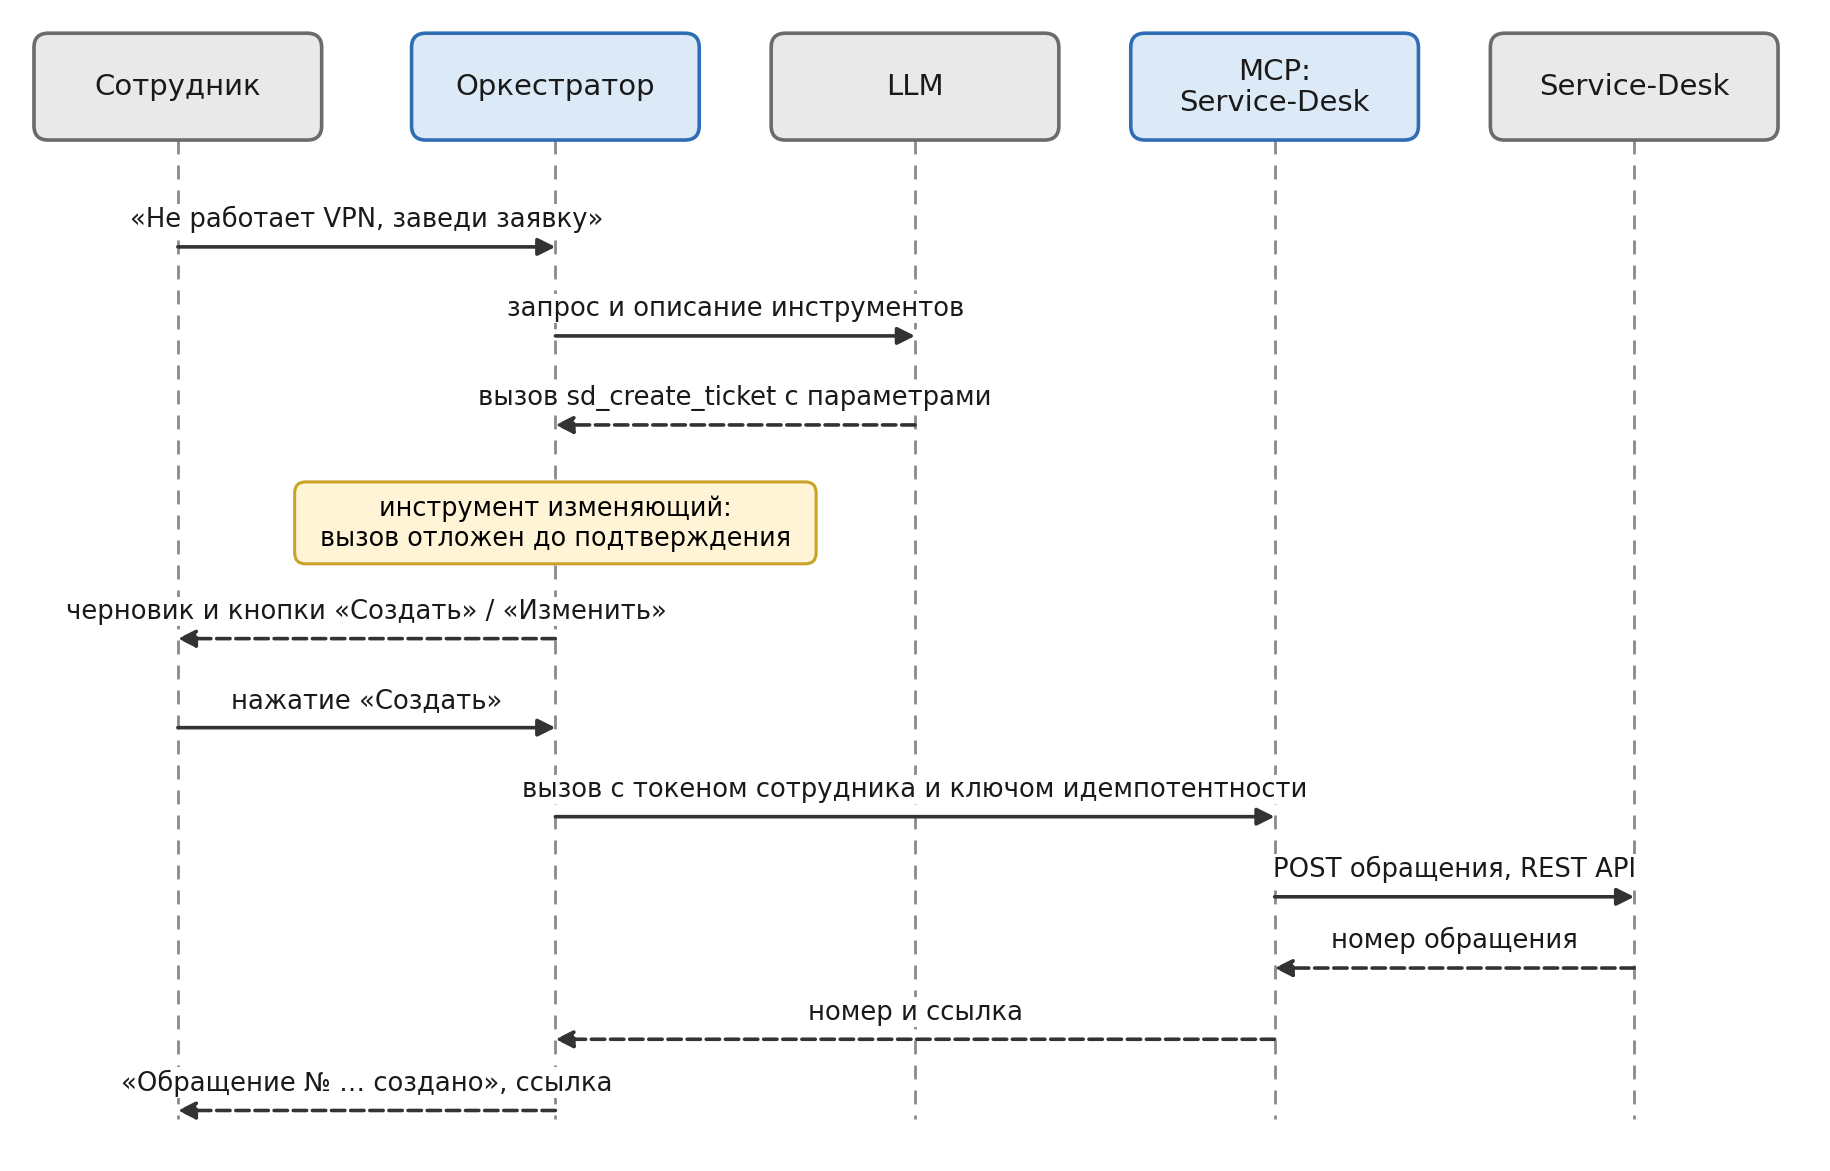 Сотрудник
Оркестратор
LLM
MCP:
Service-Desk
Service-Desk
«Не работает VPN, заведи заявку»
запрос и описание инструментов
вызов sd_create_ticket с параметрами
инструмент изменяющий:
вызов отложен до подтверждения
черновик и кнопки «Создать» / «Изменить»
нажатие «Создать»
вызов с токеном сотрудника и ключом идемпотентности
POST обращения, REST API
номер обращения
номер и ссылка
«Обращение № ... создано», ссылка